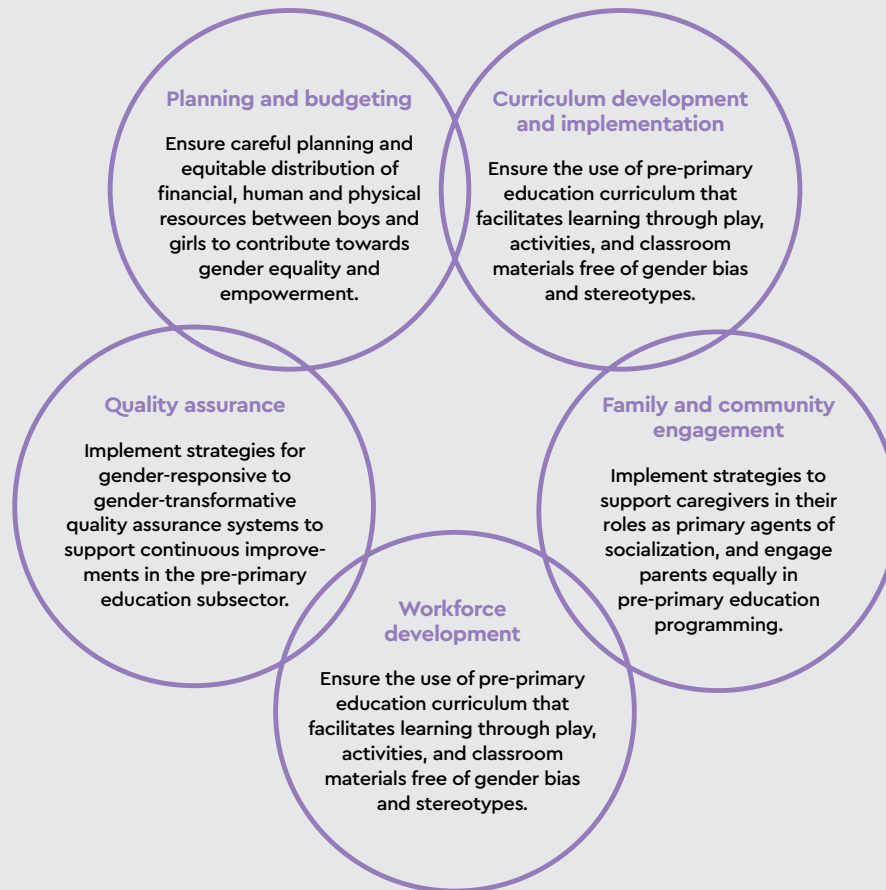 Planning and budgeting
Ensure careful planning and
equitable distribution of
financial, human and physical
resources between boys and
girls to contribute towards
gender equality and
empowerment.
Curriculum development
and implementation
Ensure the use of pre-primary
education curriculum that
facilitates learning through play,
activities, and classroom
materials free of gender bias
and stereotypes.
Quality assurance
Implement strategies for
gender-responsive to
gender-transformative
quality assurance systems to
support continuous improve-
ments in the pre-primary
education subsector.
Family and community
engagement
Implement strategies to
support caregivers in their
roles as primary agents of
socialization, and engage
parents equally in
pre-primary education
programming.
Workforce
development
Ensure the use of pre-primary
education curriculum that
facilitates learning through play,
activities, and classroom
materials free of gender bias
and stereotypes.